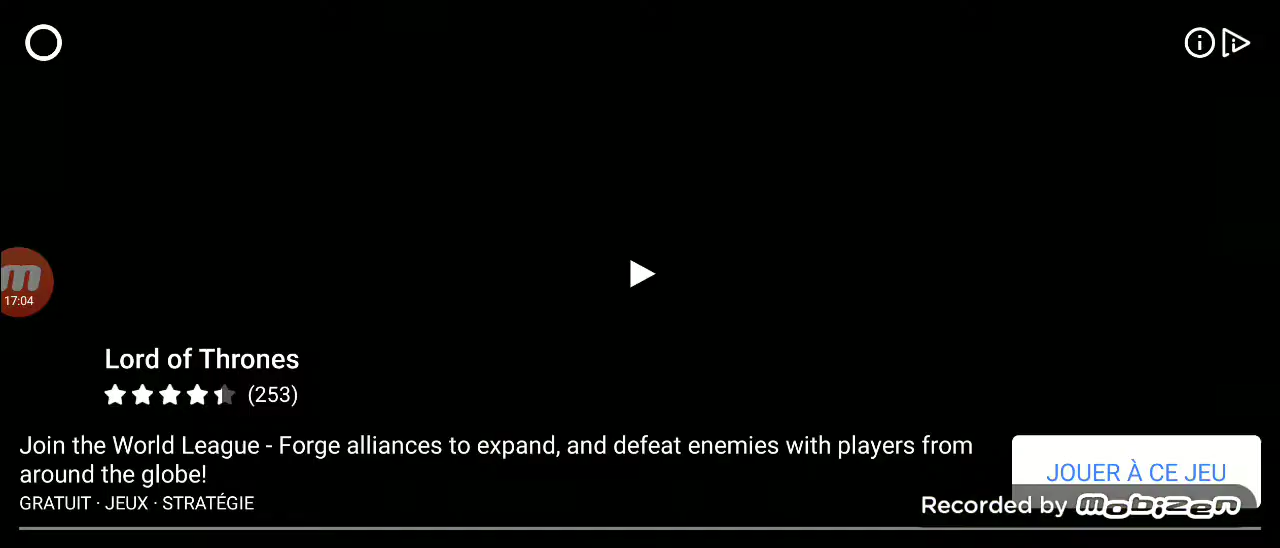 m
17:04
Lord of Thrones
(253)
Join the World League - Forge alliances to expand, and defeat enemies with players from
around the globe!
GRATUIT · JEUX · STRATÉGIE
JOUER À CE JEU
Recorded by mobizen